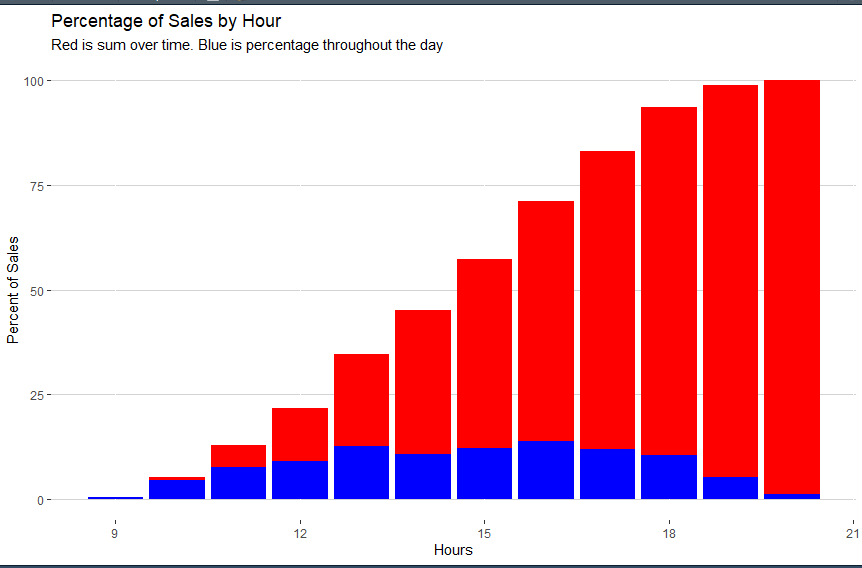 Percentage of Sales by Hour
Red is sum over time. Blue is percentage throughout the day
100
75
50
25
0
Percent of Sales
9 12 15 18 21
Hours